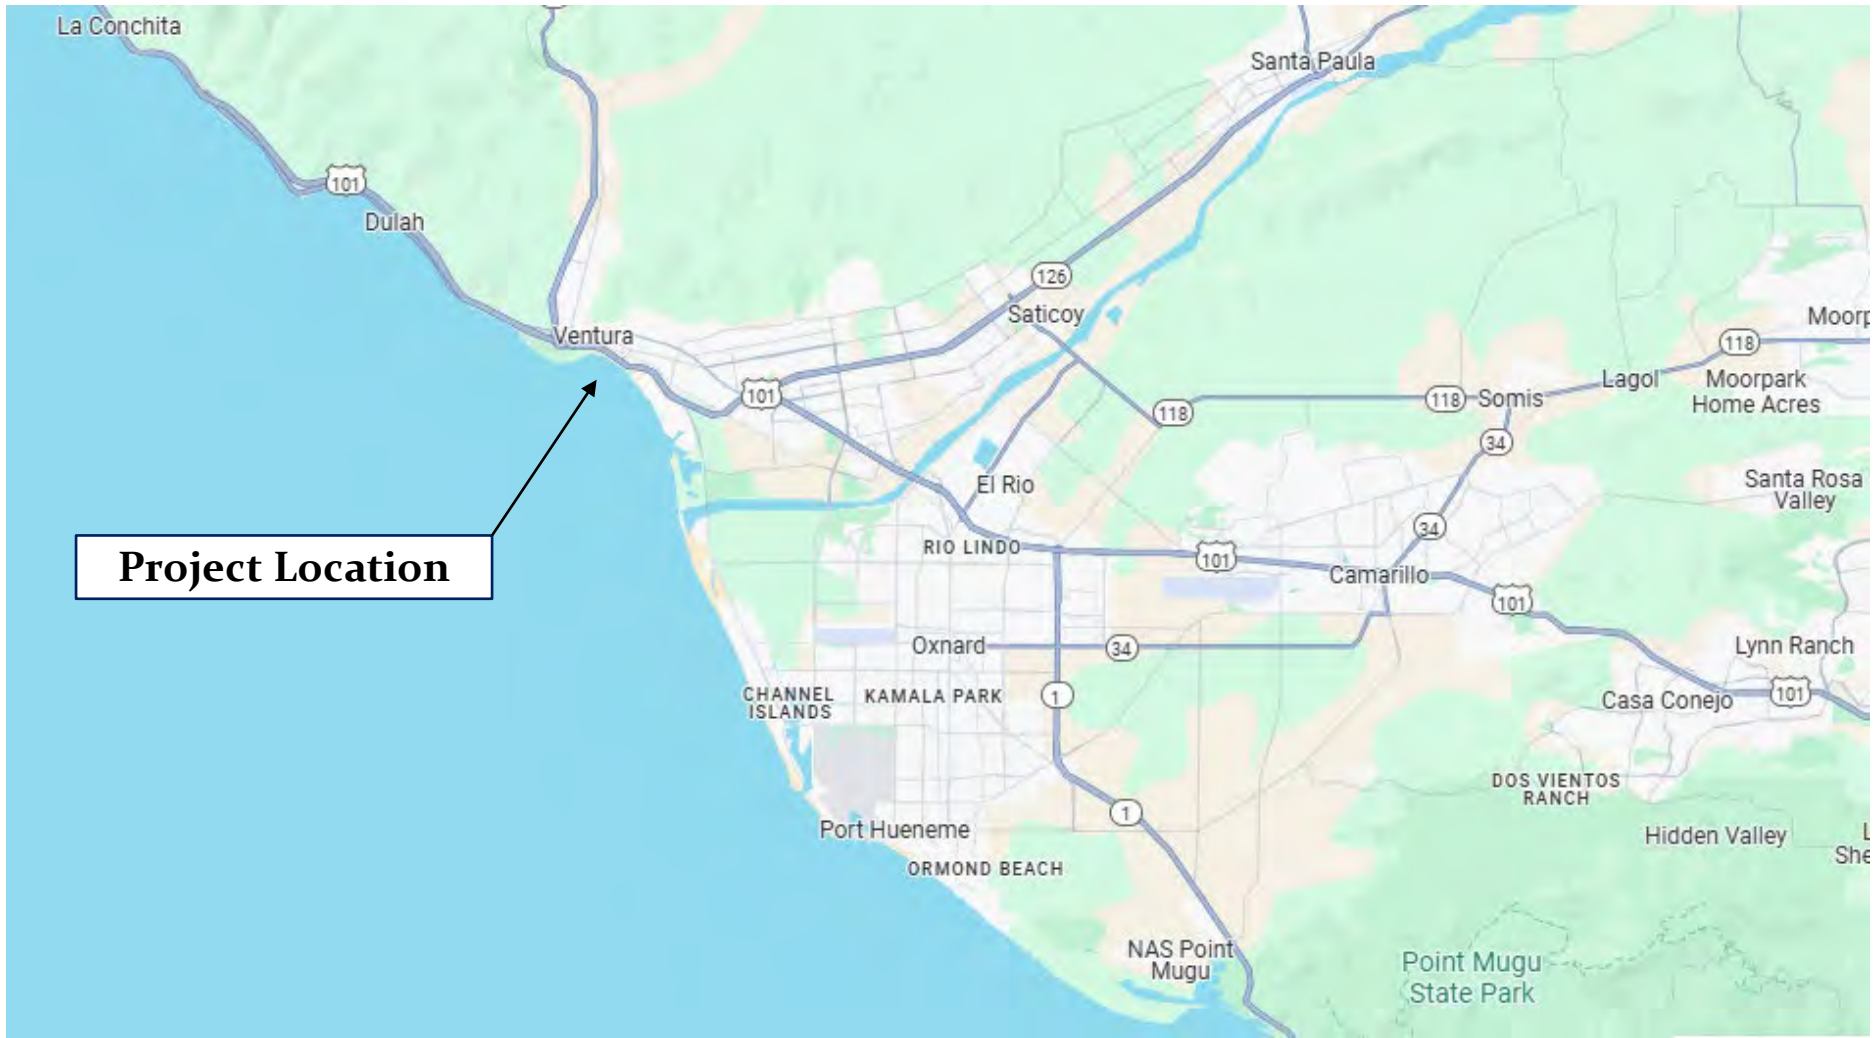 La Conchita
Santa Paula
101
Dulah
126
Saticoy
Ventura
Moorp
118
101
Lagol
Moorpark
Home Acres
118
118
Somis
34
El Rio
Santa Rosa
Valley
34
RIO LINDO
101
Project Location
Camarillo
101
Oxnard
34
Lynn Ranch
CHANNEL
ISLANDS
KAMALA PARK
1
Casa Conejo
101
DOS VIENTOS
RANCH
1
Port Hueneme
Hidden Valley
L
She
ORMOND BEACH
NAS Point
Mugu
Point Mugu
State Park